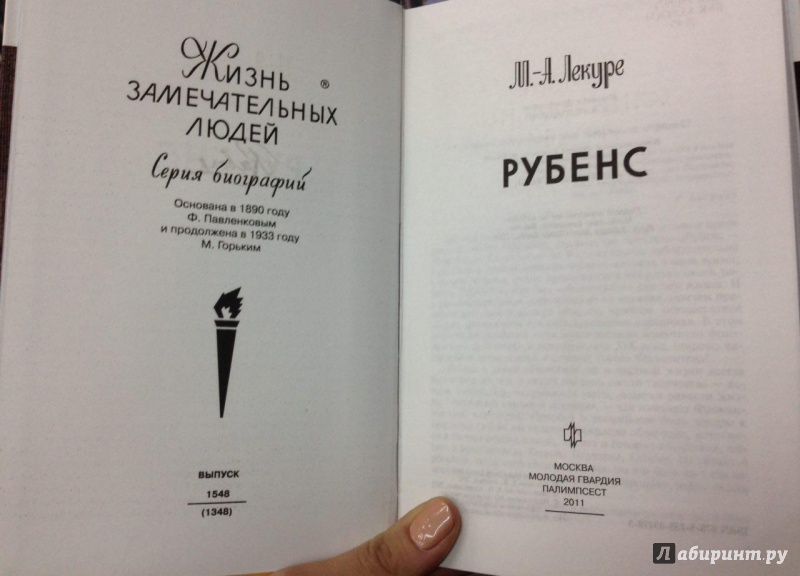 Жизнь ®
ЗАМЕЧАТЕЛЬНЫХ
ЛЮДЕЙ
Серия биографий
Основана в 1890 году
Ф. Павленковым
и продолжена в 1933 году
М. Горьким
ВЫПУСК
1548
(1348)
М.-А. Лекуре
РУБЕНС
МОСКВА
МОЛОДАЯ ГВАРДИЯ
ПАЛИМПСЕСТ
2011
Лабиринт.ру